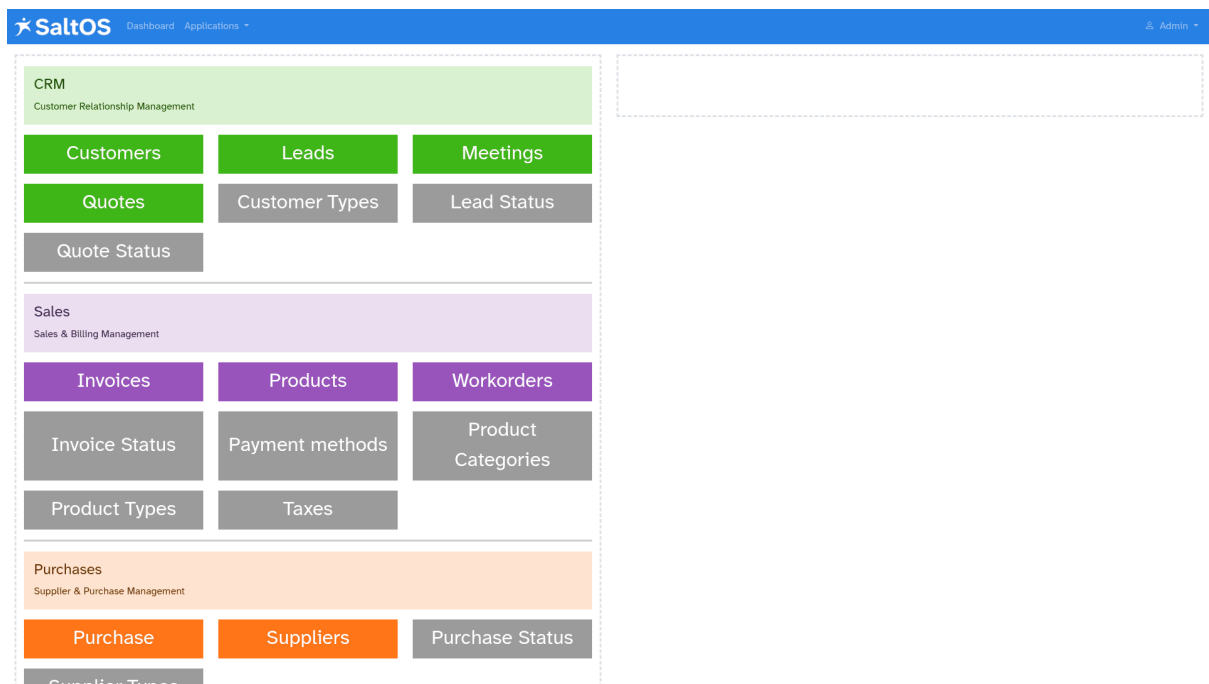 SaltOS Dashboard Applications Admin
CRM
Customer Relationship Management
Customers Leads Meetings
Quotes Customer Types Lead Status
Quote Status
Sales
Sales & Billing Management
Invoices Products Workorders
Invoice Status Payment methods Product
Categories
Product Types Taxes
Purchases
Supplier & Purchase Management
Purchase Suppliers Purchase Status
Supplier Types